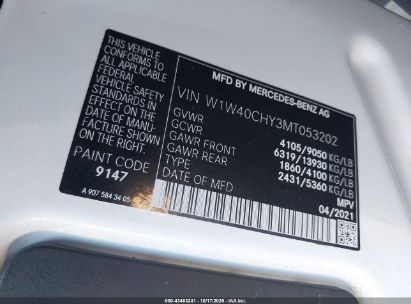 MFD BY MERCEDES-BENZ AG
THIS VEHICLE
CONFORMS TO ALL
APPLICABLE
FEDERAL MOTOR
VEHICLE SAFETY
STANDARDS IN
EFFECT ON THE
DATE OF MANU-
FACTURE SHOWN
ON THE RIGHT.
PAINT CODE
9147
A 907 584 34 05
VIN W1W40CHY3MT053202
GVWR 4105/9050 KG/LB
GCWR 6319/13930 KG/LB
GAWR FRONT 1860/4100 KG/LB
GAWR REAR 2431/5360 KG/LB
TYPE MPV
DATE OF MFD 04/2021